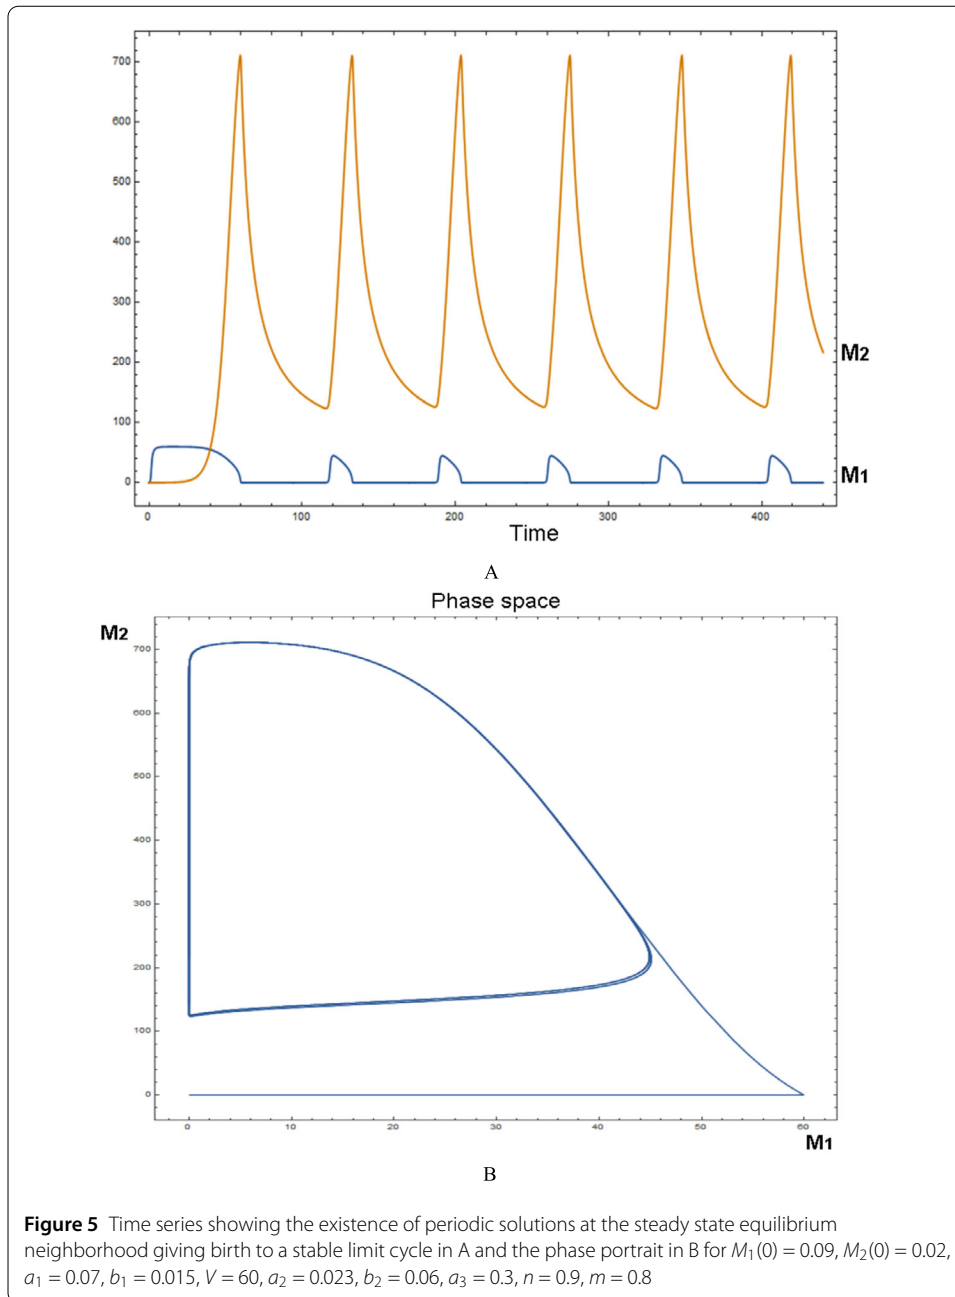 700
600
500
400
300
200
100
0
M2
M1
0
100
200
300
400
Time
A
Phase space
M2
700
600
500
400
300
200
100
0
0
10
20
30
40
50
60
M1
B
Figure 5 Time series showing the existence of periodic solutions at the steady state equilibrium
neighborhood giving birth to a stable limit cycle in A and the phase portrait in B for M₁(0) = 0.09, M₂(0) = 0.02,
a₁ = 0.07, b₁ = 0.015, V = 60, a₂ = 0.023, b₂ = 0.06, a₃ = 0.3, n = 0.9, m = 0.8